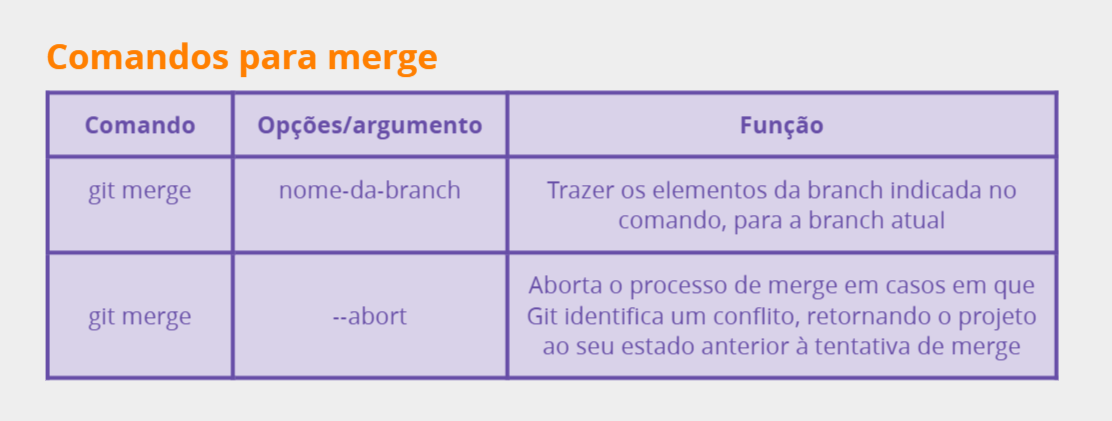 Comandos para merge
Comando Opções/argumento Função
git merge nome-da-branch Trazer os elementos da branch indicada no
comando, para a branch atual
git merge --abort Aborta o processo de merge em casos em que
Git identifica um conflito, retornando o projeto
ao seu estado anterior à tentativa de merge